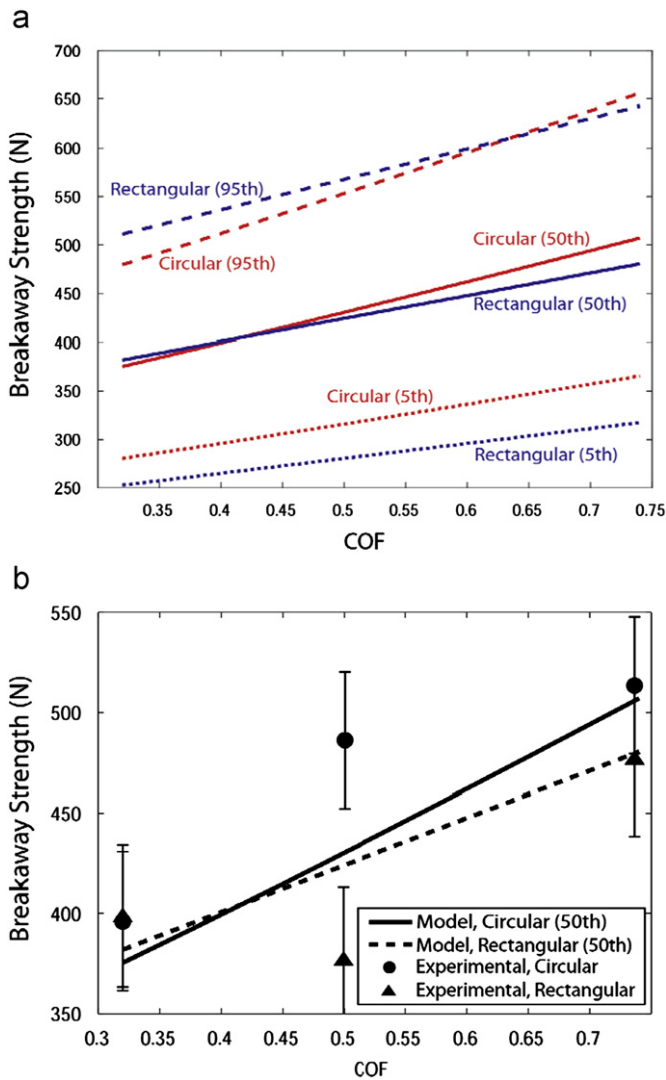 a
700
650
600
550
500
450
400
350
300
250
Breakaway Strength (N)
Rectangular (95th)
Circular (95th)
Circular (50th)
Rectangular (50th)
Circular (5th)
Rectangular (5th)
0.35 0.4 0.45 0.5 0.55 0.6 0.65 0.7 0.75
COF
b
550
500
450
400
350
Breakaway Strength (N)
Model, Circular (50th)
Model, Rectangular (50th)
Experimental, Circular
Experimental, Rectangular
0.3 0.35 0.4 0.45 0.5 0.55 0.6 0.65 0.7
COF